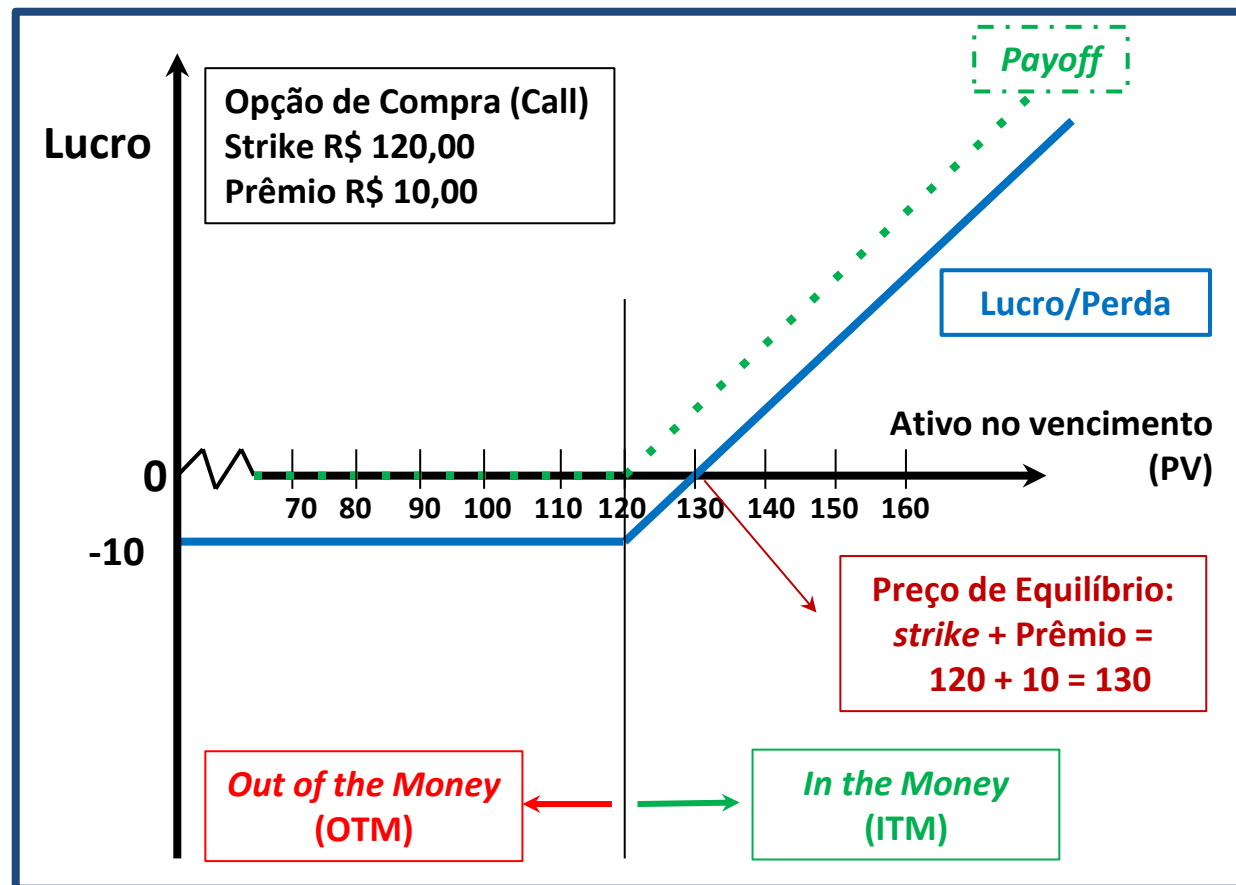 Payoff
Opção de Compra (Call)
Strike R$ 120,00
Prêmio R$ 10,00
Lucro
Lucro/Perda
Ativo no vencimento
(PV)
0
70 80 90 100 110 120 130 140 150 160
-10
Preço de Equilíbrio:
strike + Prêmio =
120 + 10 = 130
Out of the Money
(OTM)
In the Money
(ITM)